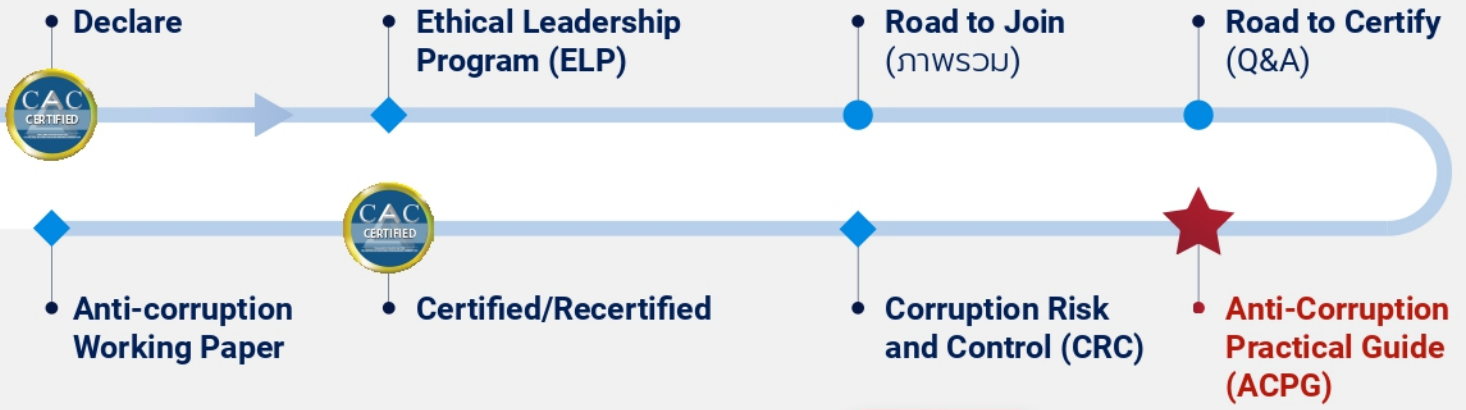 Declare
Ethical Leadership
Program (ELP)
Road to Join
(ภาพรวม)
Road to Certify
(Q&A)
CAC
CERTIFIED
CAC
CERTIFIED
Anti-corruption
Working Paper
Certified/Recertified
Corruption Risk
and Control (CRC)
Anti-Corruption
Practical Guide
(ACPG)